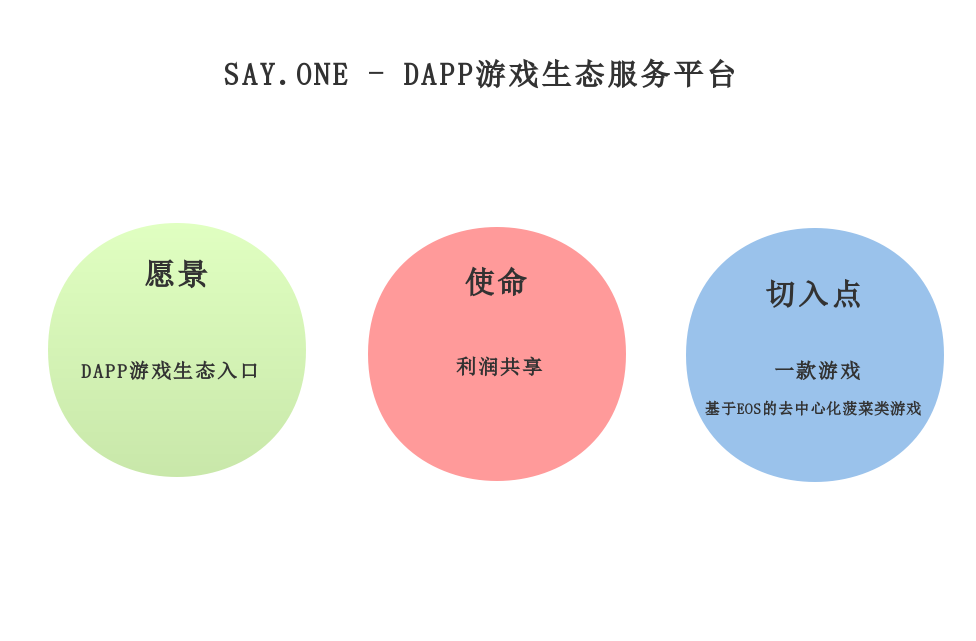 SAY.ONE - DAPP游戏生态服务平台
愿景
DAPP游戏生态入口
使命
利润共享
切入点
一款游戏
基于EOS的去中心化菠菜类游戏